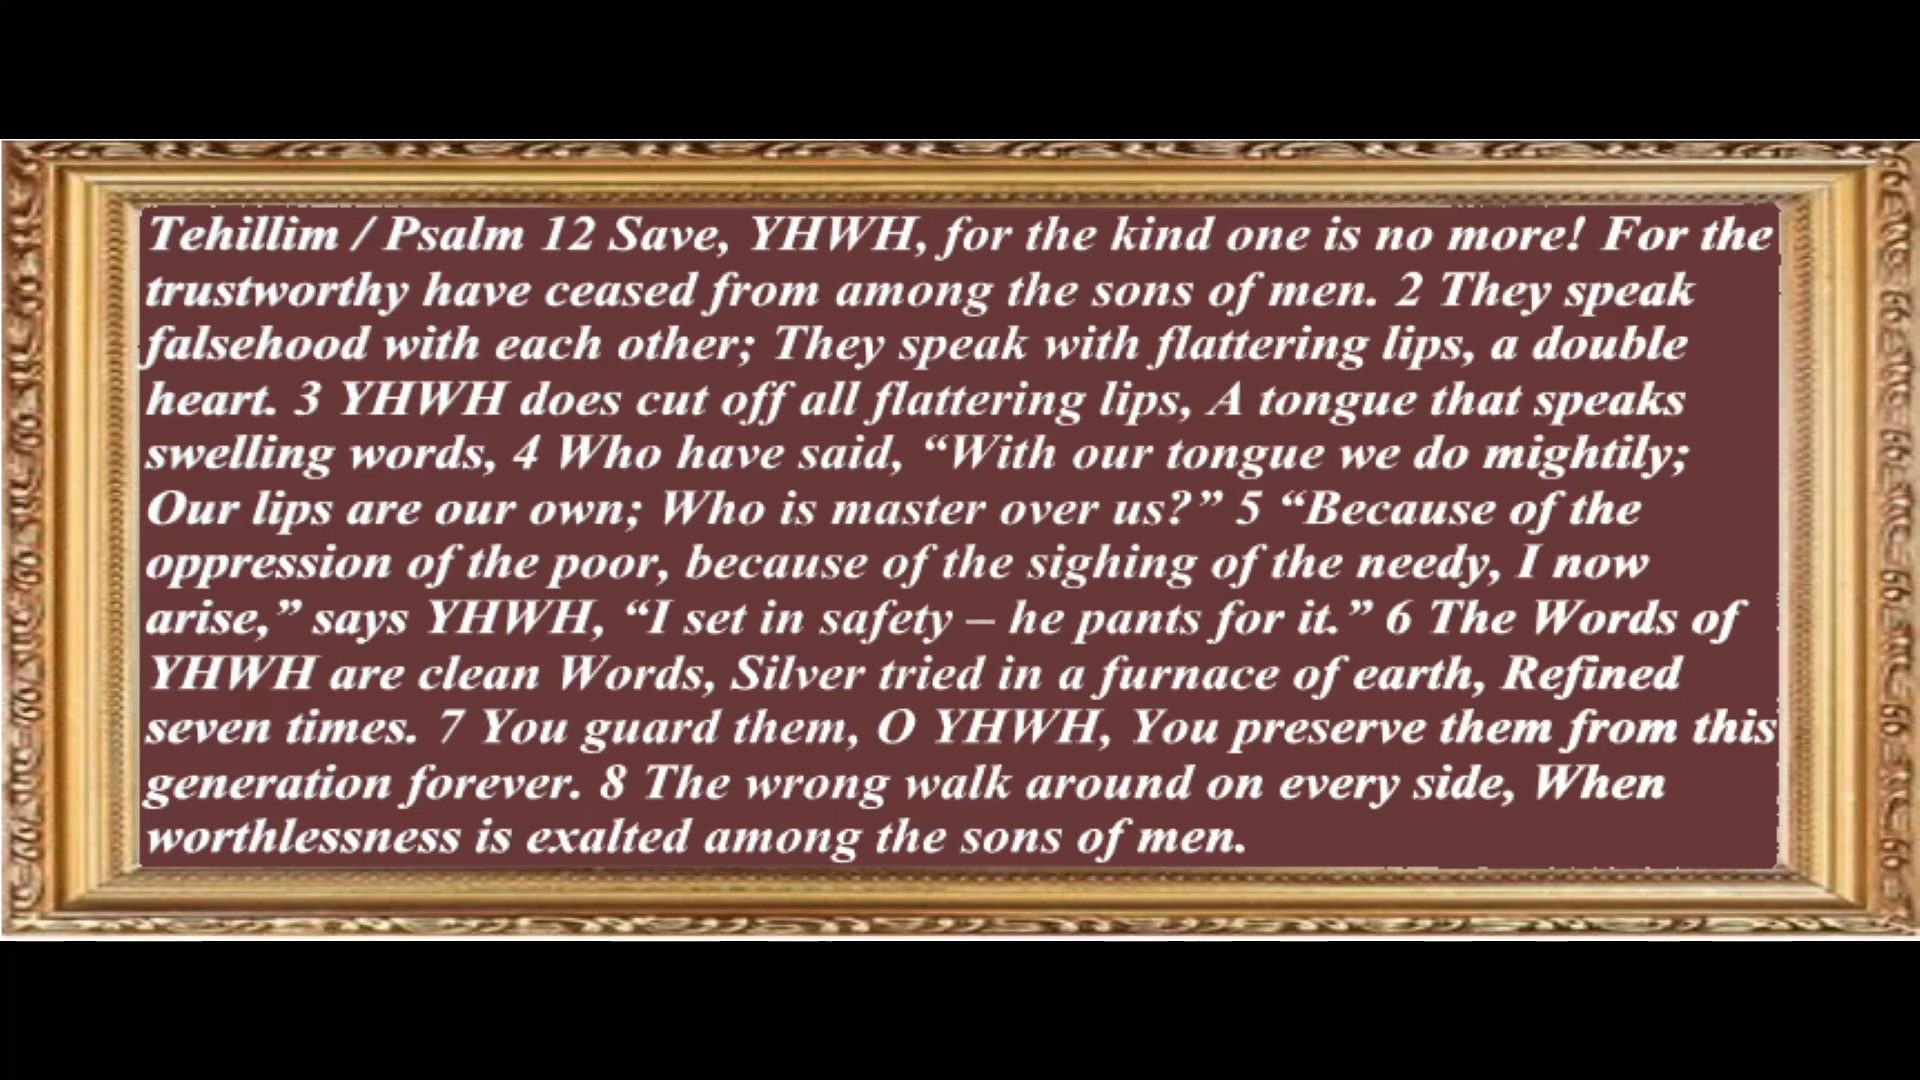 Tehillim / Psalm 12 Save, YHWH, for the kind one is no more! For the
trustworthy have ceased from among the sons of men. 2 They speak
falsehood with each other; They speak with flattering lips, a double
heart. 3 YHWH does cut off all flattering lips, A tongue that speaks
swelling words, 4 Who have said, “With our tongue we do mightily;
Our lips are our own; Who is master over us?” 5 “Because of the
oppression of the poor, because of the sighing of the needy, I now
arise,” says YHWH, “I set in safety – he pants for it.” 6 The Words of
YHWH are clean Words, Silver tried in a furnace of earth, Refined
seven times. 7 You guard them, O YHWH, You preserve them from this
generation forever. 8 The wrong walk around on every side, When
worthlessness is exalted among the sons of men.